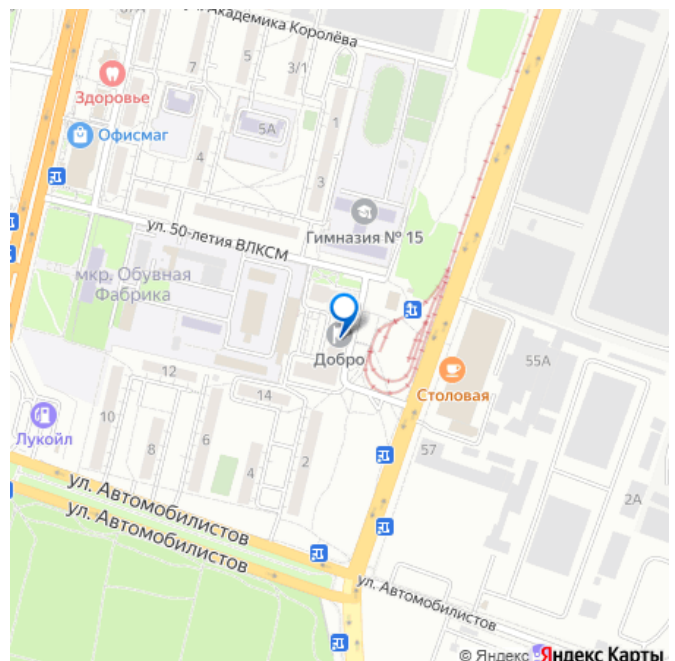 Академика Королёва
7
5
3/1
Здоровье
1
Офисмаг
5А
4
3
ул. 50-летия ВЛКСМ
Гимназия № 15
мкр. Обувная
Фабрика
Добро
55А
12
Столовая
14
10
Лукойл
6
8
4
2
57
2А
ул. Автомобилистов
ул. Автомобилистов
ул. Автомобилистов
© Яндекс
Яндекс Карты